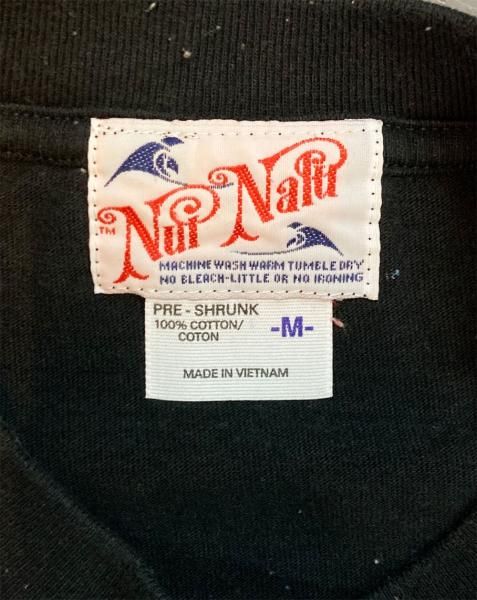 Nui Nalu
™
MACHINE WASH WARM TUMBLE DRY
NO BLEACH-LITTLE OR NO IRONING
PRE - SHRUNK
100% COTTON/
COTON
-M-
MADE IN VIETNAM